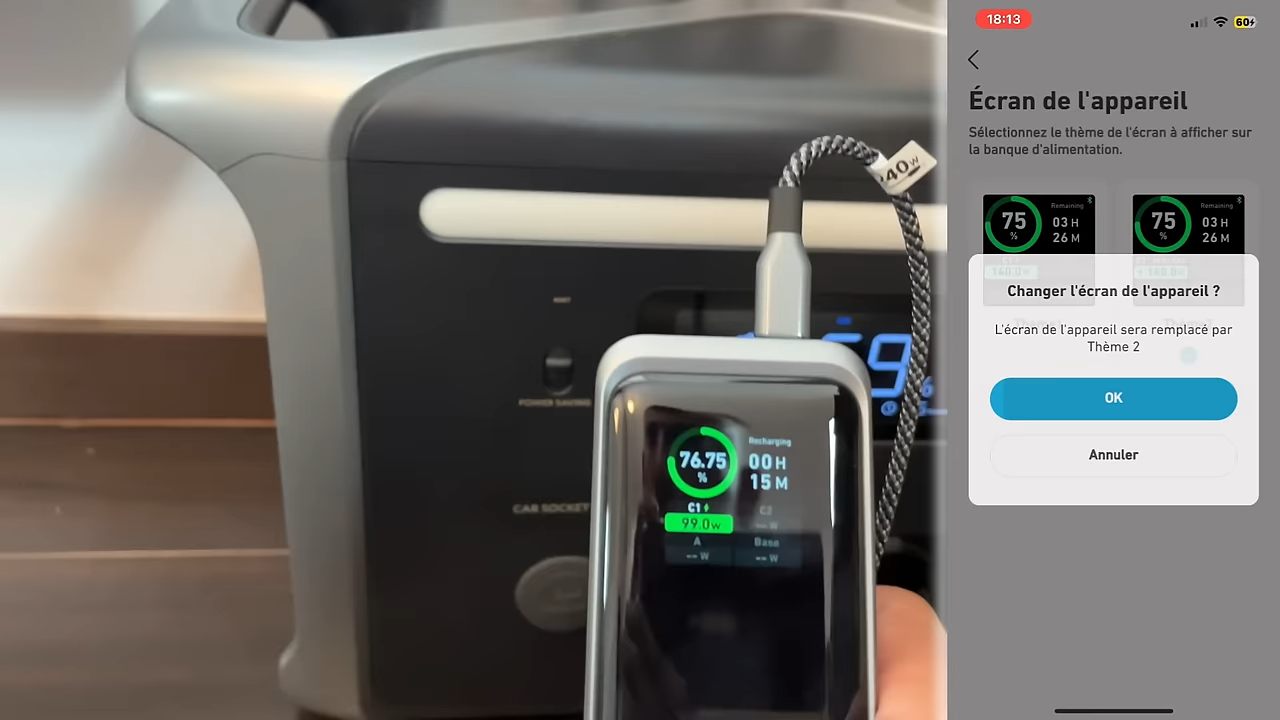 40W
POWER SAVING
59
%
CAR SOCKET
76.75
%
Recharging
00 H
15 M
C1
99.0W
C2
-- W
A
-- W
Base
-- W
18:13
60
Écran de l'appareil
Sélectionnez le thème de l'écran à afficher sur
la banque d'alimentation.
75
%
Remaining
03 H
26 M
75
%
Remaining
03 H
26 M
Changer l'écran de l'appareil ?
L'écran de l'appareil sera remplacé par
Thème 2
OK
Annuler